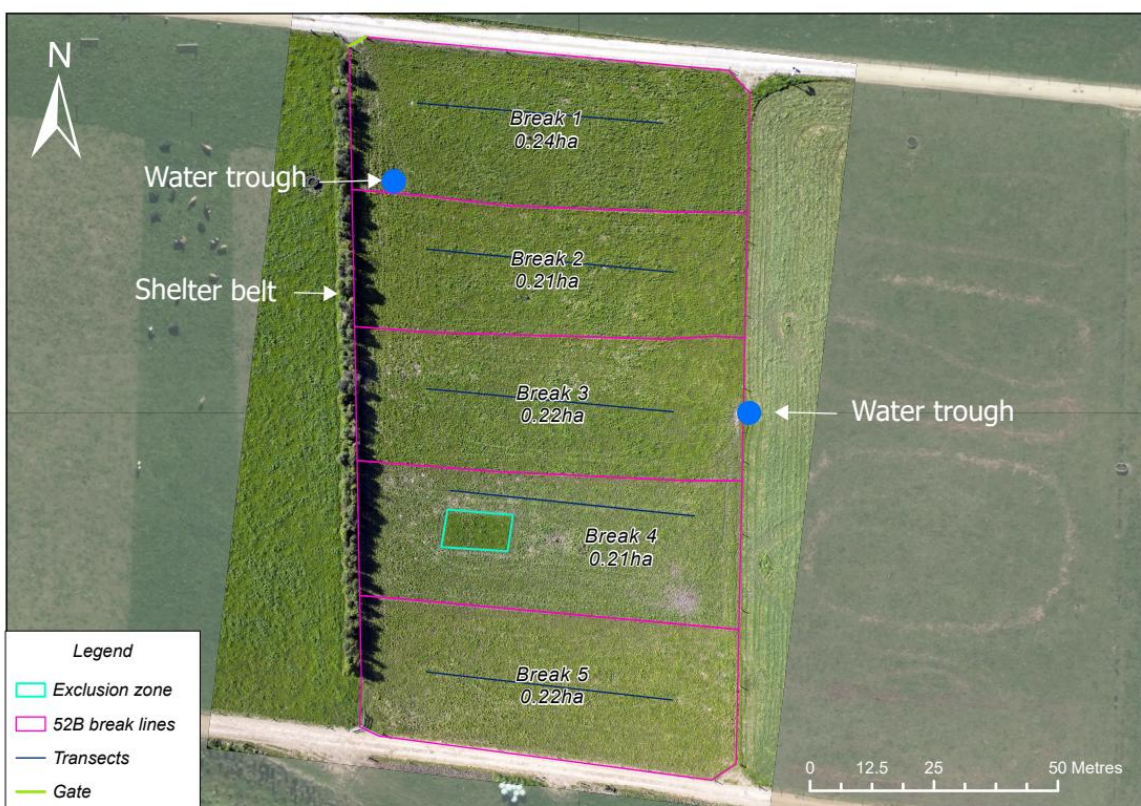 N
Break 1
0.24ha
Water trough
Break 2
0.21ha
Shelter belt
Break 3
0.22ha
Water trough
Break 4
0.21ha
Break 5
0.22ha
Legend
Exclusion zone
52B break lines
Transects
Gate
0 12.5 25 50 Metres